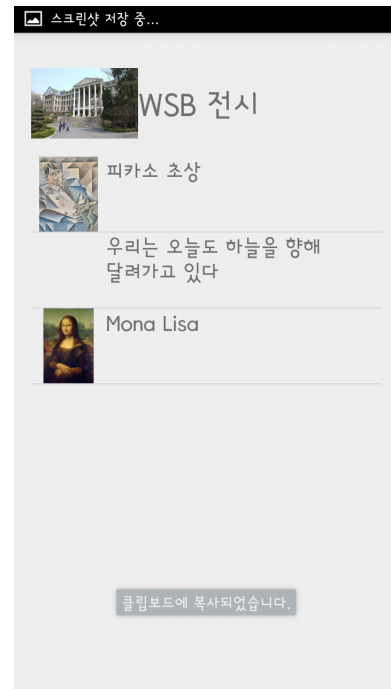 스크린샷 저장 중...
WSB 전시
피카소 초상
우리는 오늘도 하늘을 향해
달려가고 있다
Mona Lisa
클립보드에 복사되었습니다.